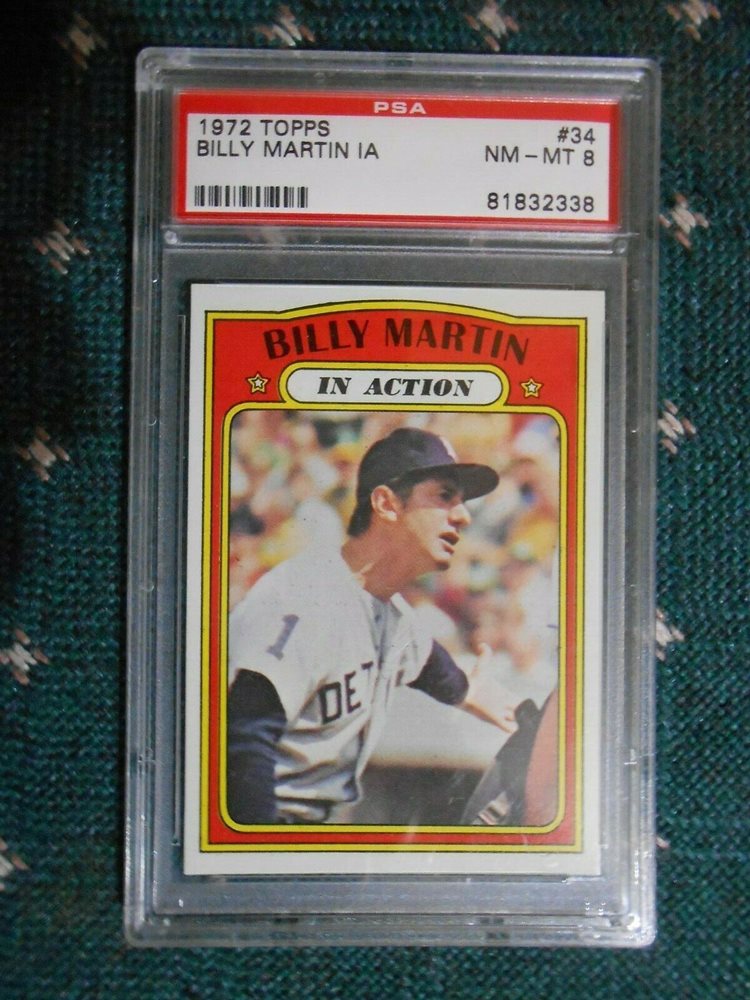 PSA
1972 TOPPS #34
BILLY MARTIN IA NM - MT 8
81832338
BILLY MARTIN
IN ACTION
1
DET